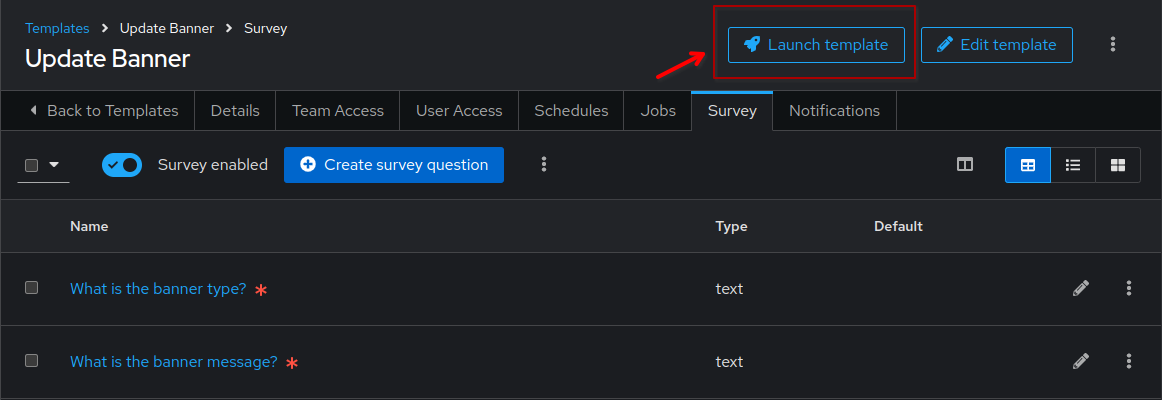 Templates > Update Banner > Survey
Update Banner
Launch template
Edit template
Back to Templates Details Team Access User Access Schedules Jobs Survey Notifications
Survey enabled Create survey question
Name Type Default
What is the banner type? * text
What is the banner message? * text